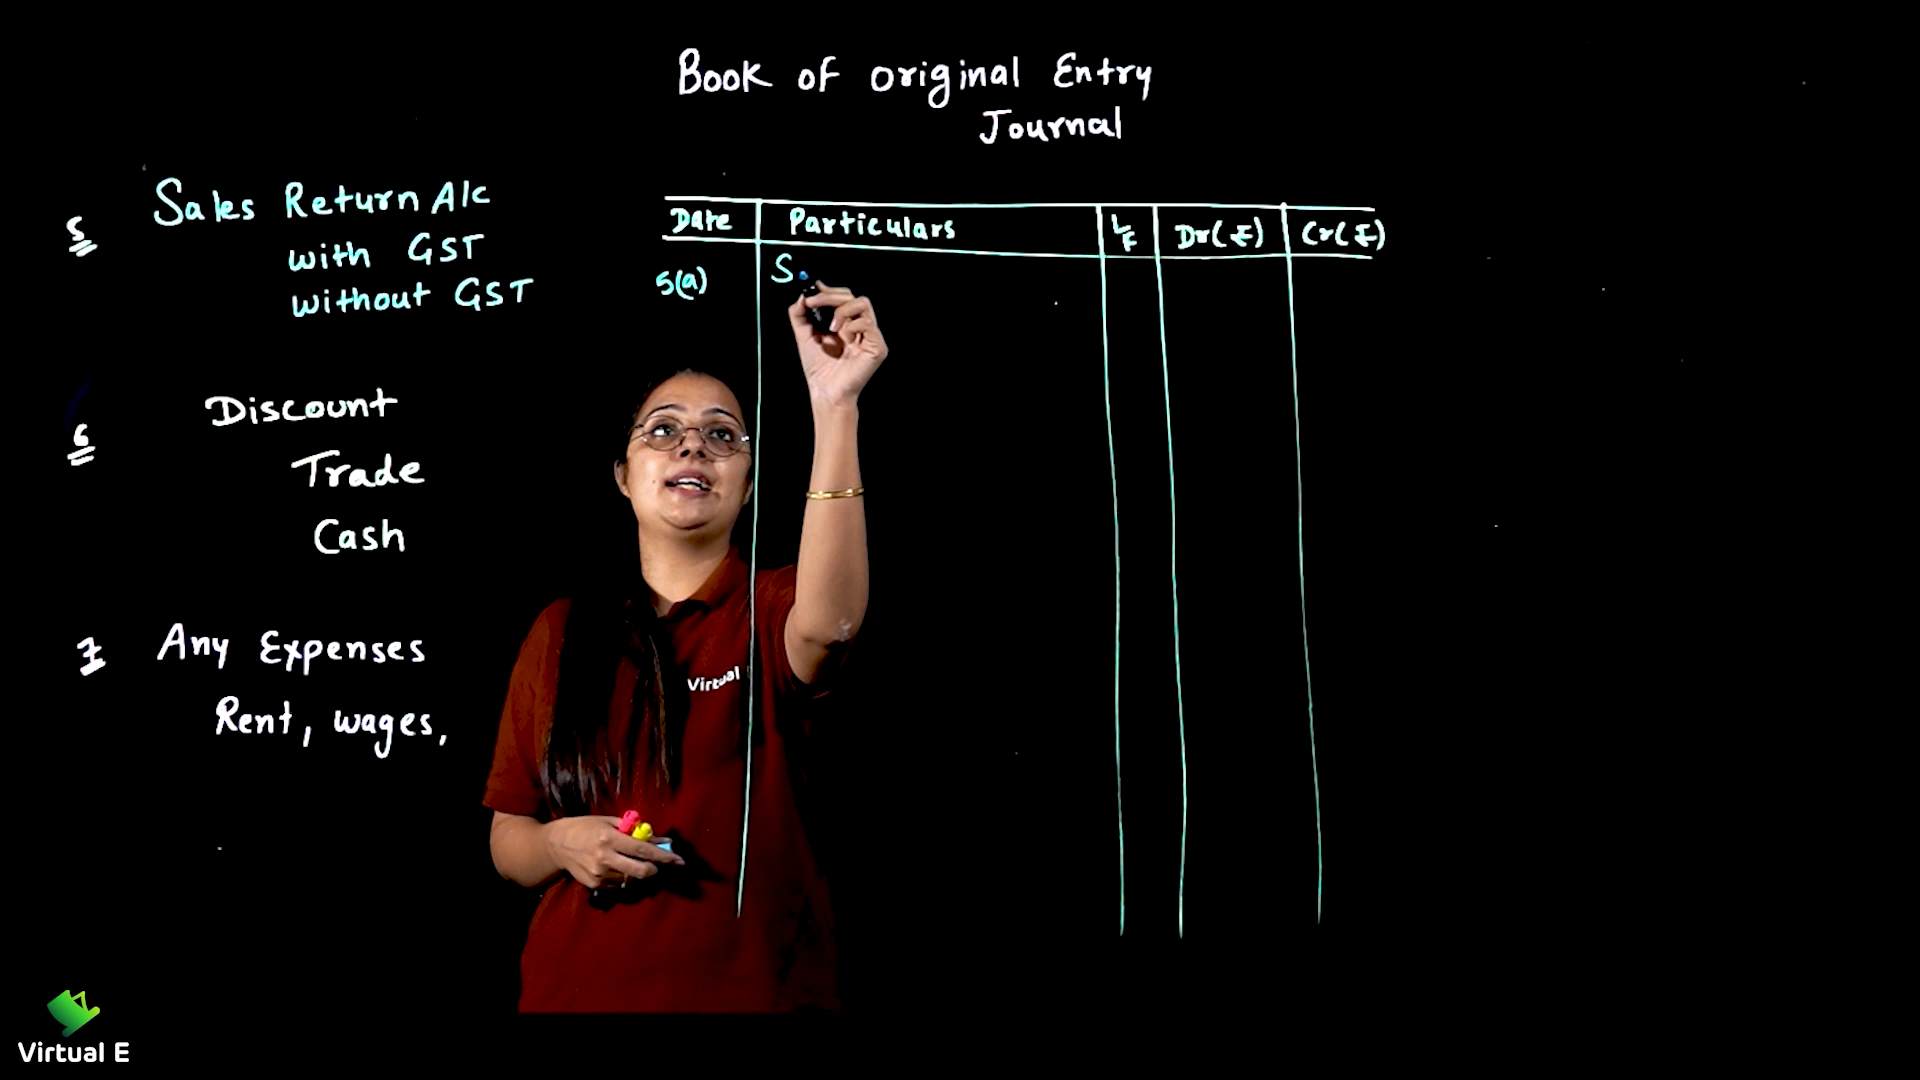 Book of original Entry
Journal
5 Sales Return A/c
with GST
without GST
6 Discount
Trade
Cash
7 Any Expenses
Rent, wages,
Date Particulars LF Dr(₹) Cr(₹)
5(a) S.
Virtual
Virtual E